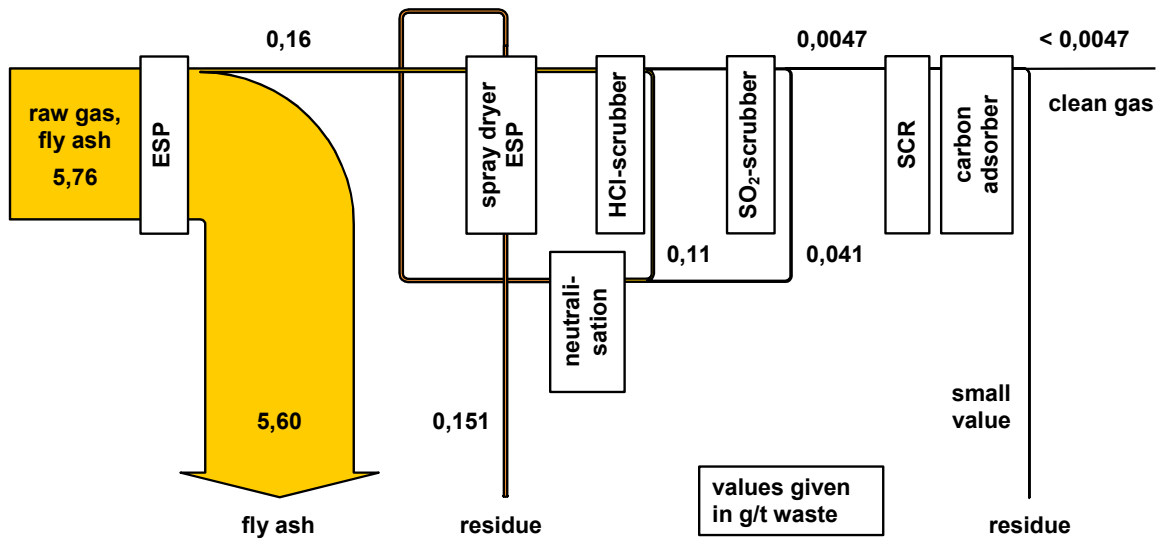 0,16
0,0047
< 0,0047
raw gas,
fly ash
5,76
ESP
spray dryer
ESP
HCl-scrubber
SO₂-scrubber
SCR
carbon
adsorber
clean gas
0,11
0,041
neutrali-
sation
5,60
0,151
small
value
values given
in g/t waste
fly ash
residue
residue